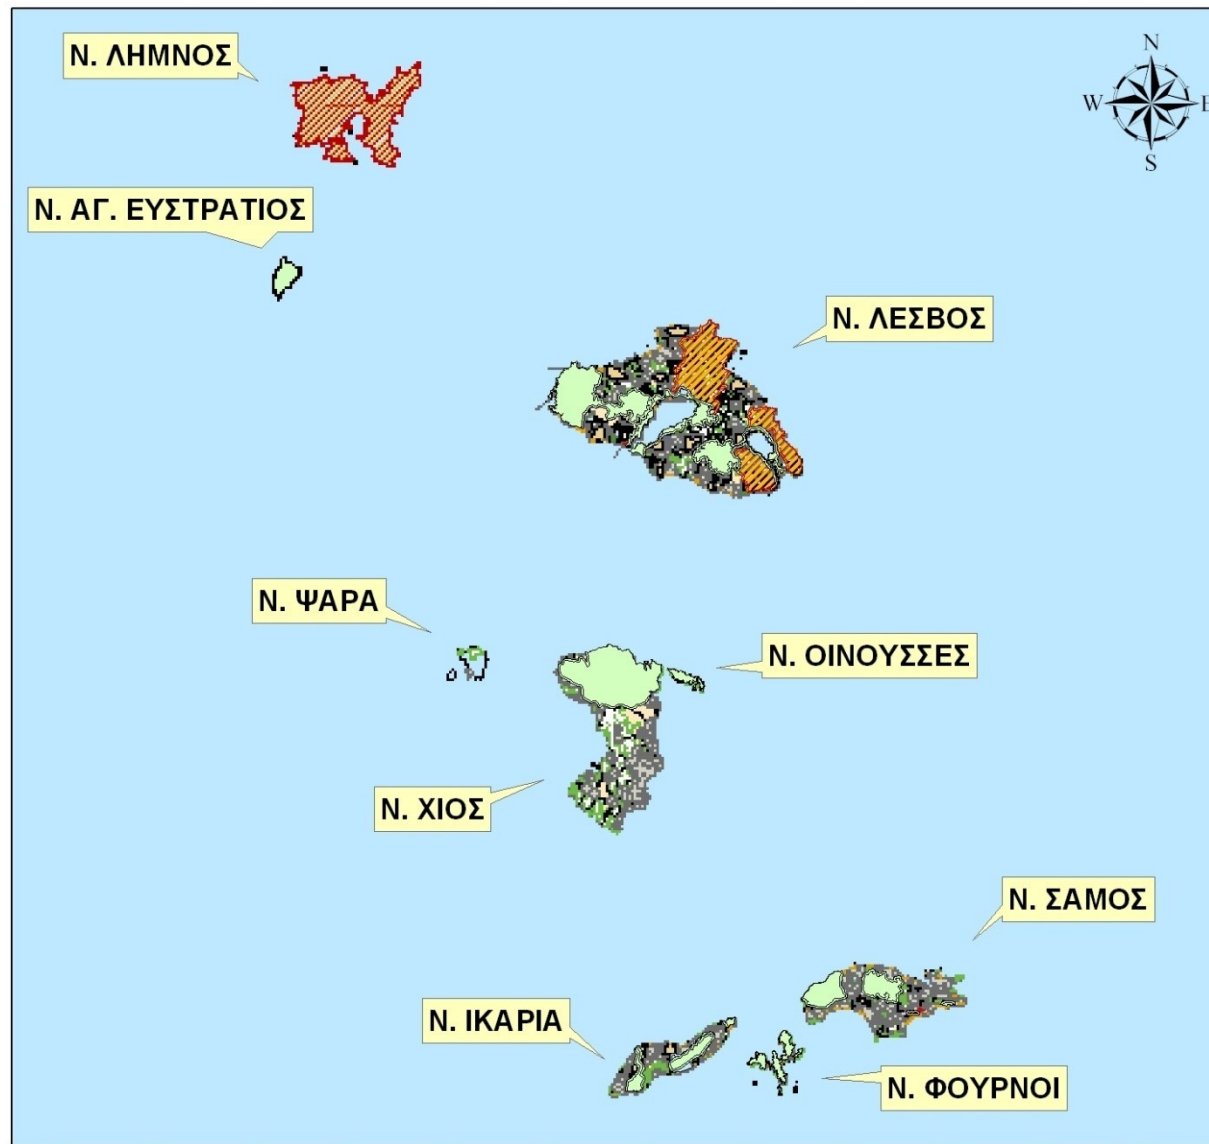 Ν. ΛΗΜΝΟΣ
N
W
E
S
Ν. ΑΓ. ΕΥΣΤΡΑΤΙΟΣ
Ν. ΛΕΣΒΟΣ
Ν. ΨΑΡΑ
Ν. ΟΙΝΟΥΣΣΕΣ
Ν. ΧΙΟΣ
Ν. ΣΑΜΟΣ
Ν. ΙΚΑΡΙΑ
Ν. ΦΟΥΡΝΟΙ